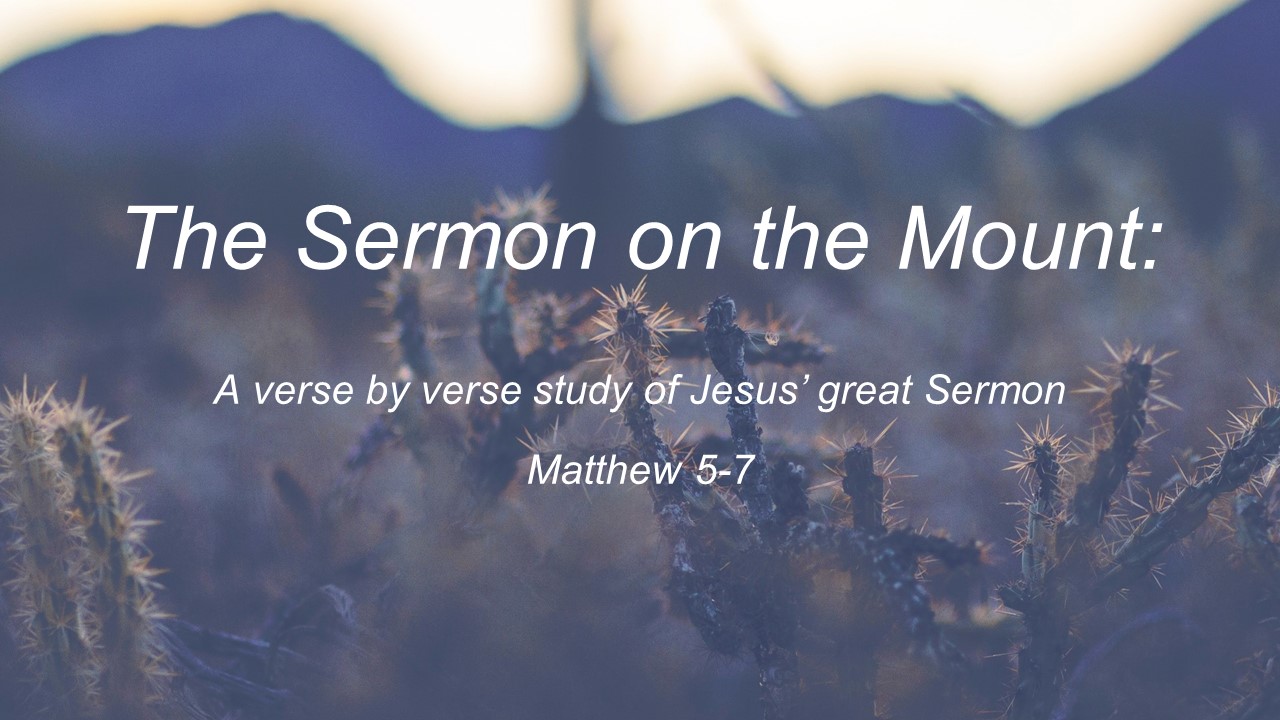 The Sermon on the Mount:
A verse by verse study of Jesus’ great Sermon
Matthew 5-7